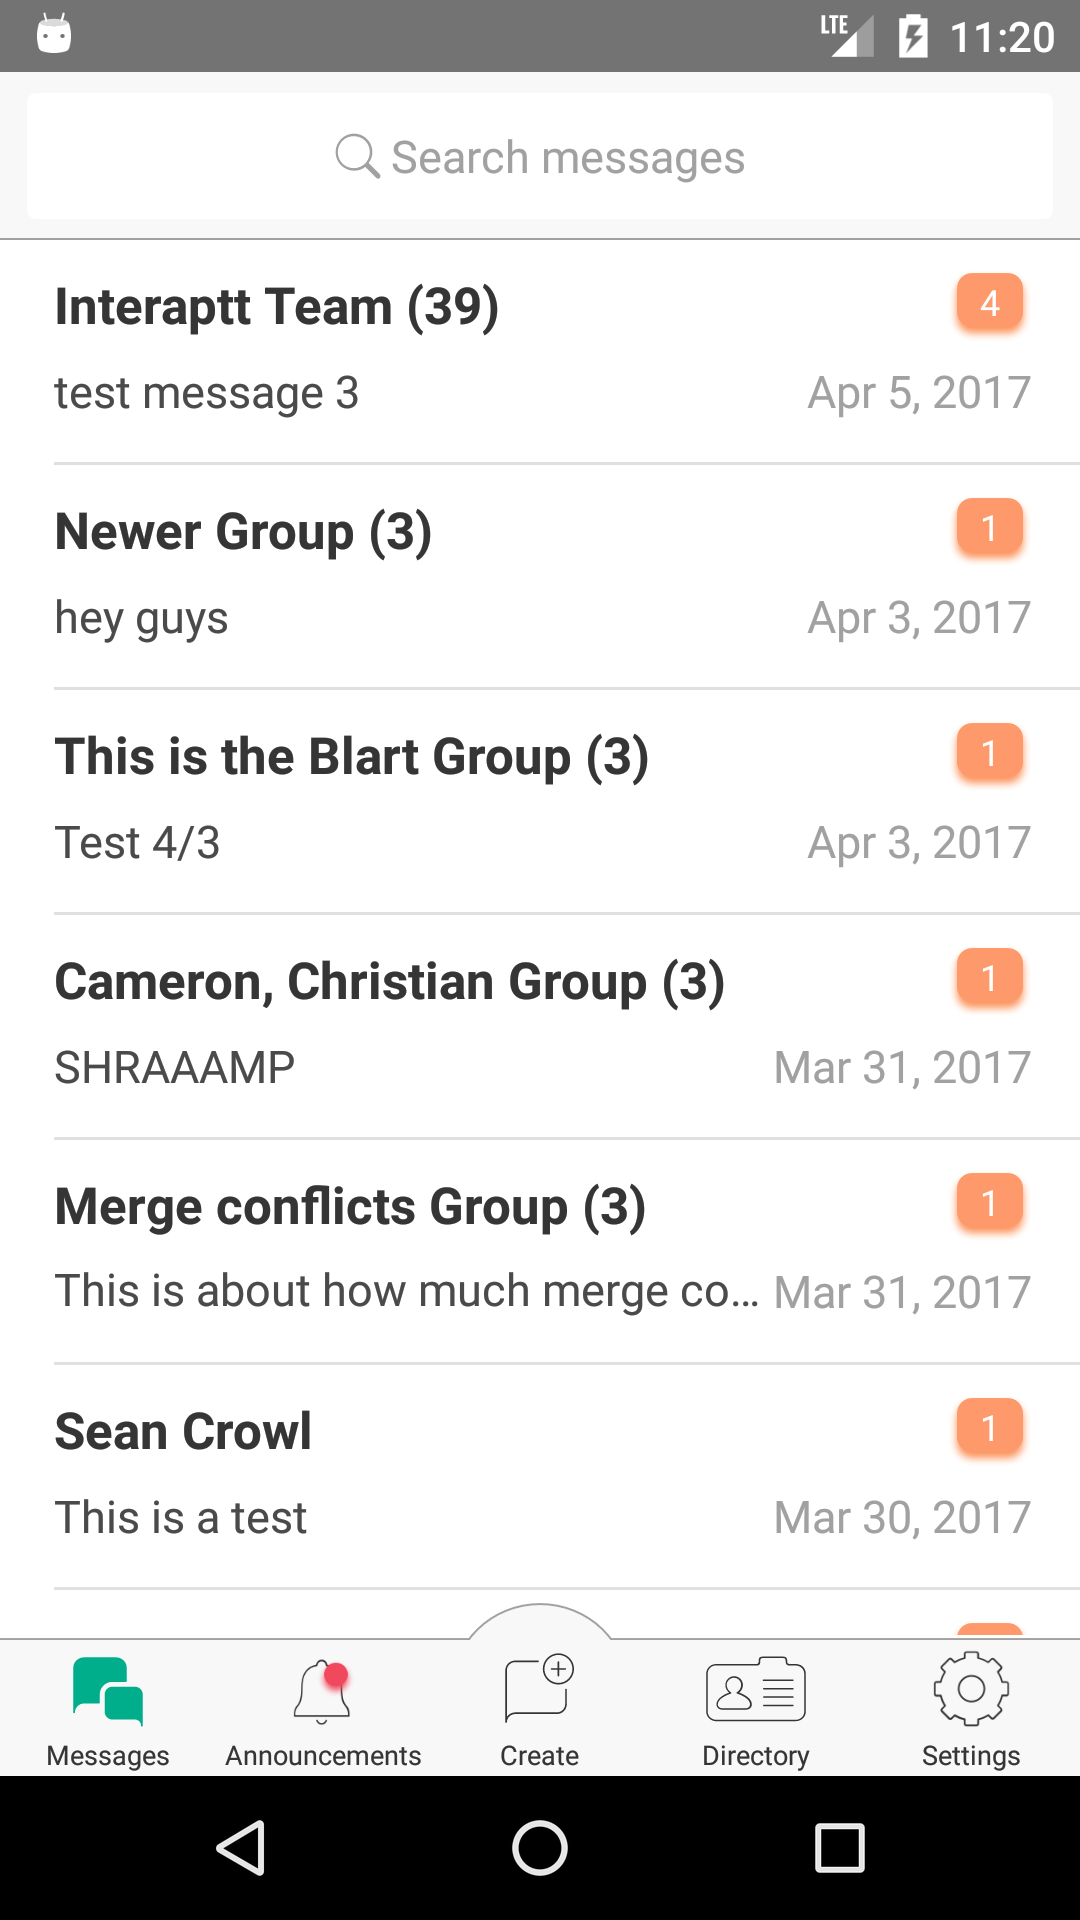 LTE 11:20
Search messages
Interaptt Team (39) 4
test message 3 Apr 5, 2017
Newer Group (3) 1
hey guys Apr 3, 2017
This is the Blart Group (3) 1
Test 4/3 Apr 3, 2017
Cameron, Christian Group (3) 1
SHRAAAMP Mar 31, 2017
Merge conflicts Group (3) 1
This is about how much merge co... Mar 31, 2017
Sean Crowl 1
This is a test Mar 30, 2017
Messages Announcements Create Directory Settings